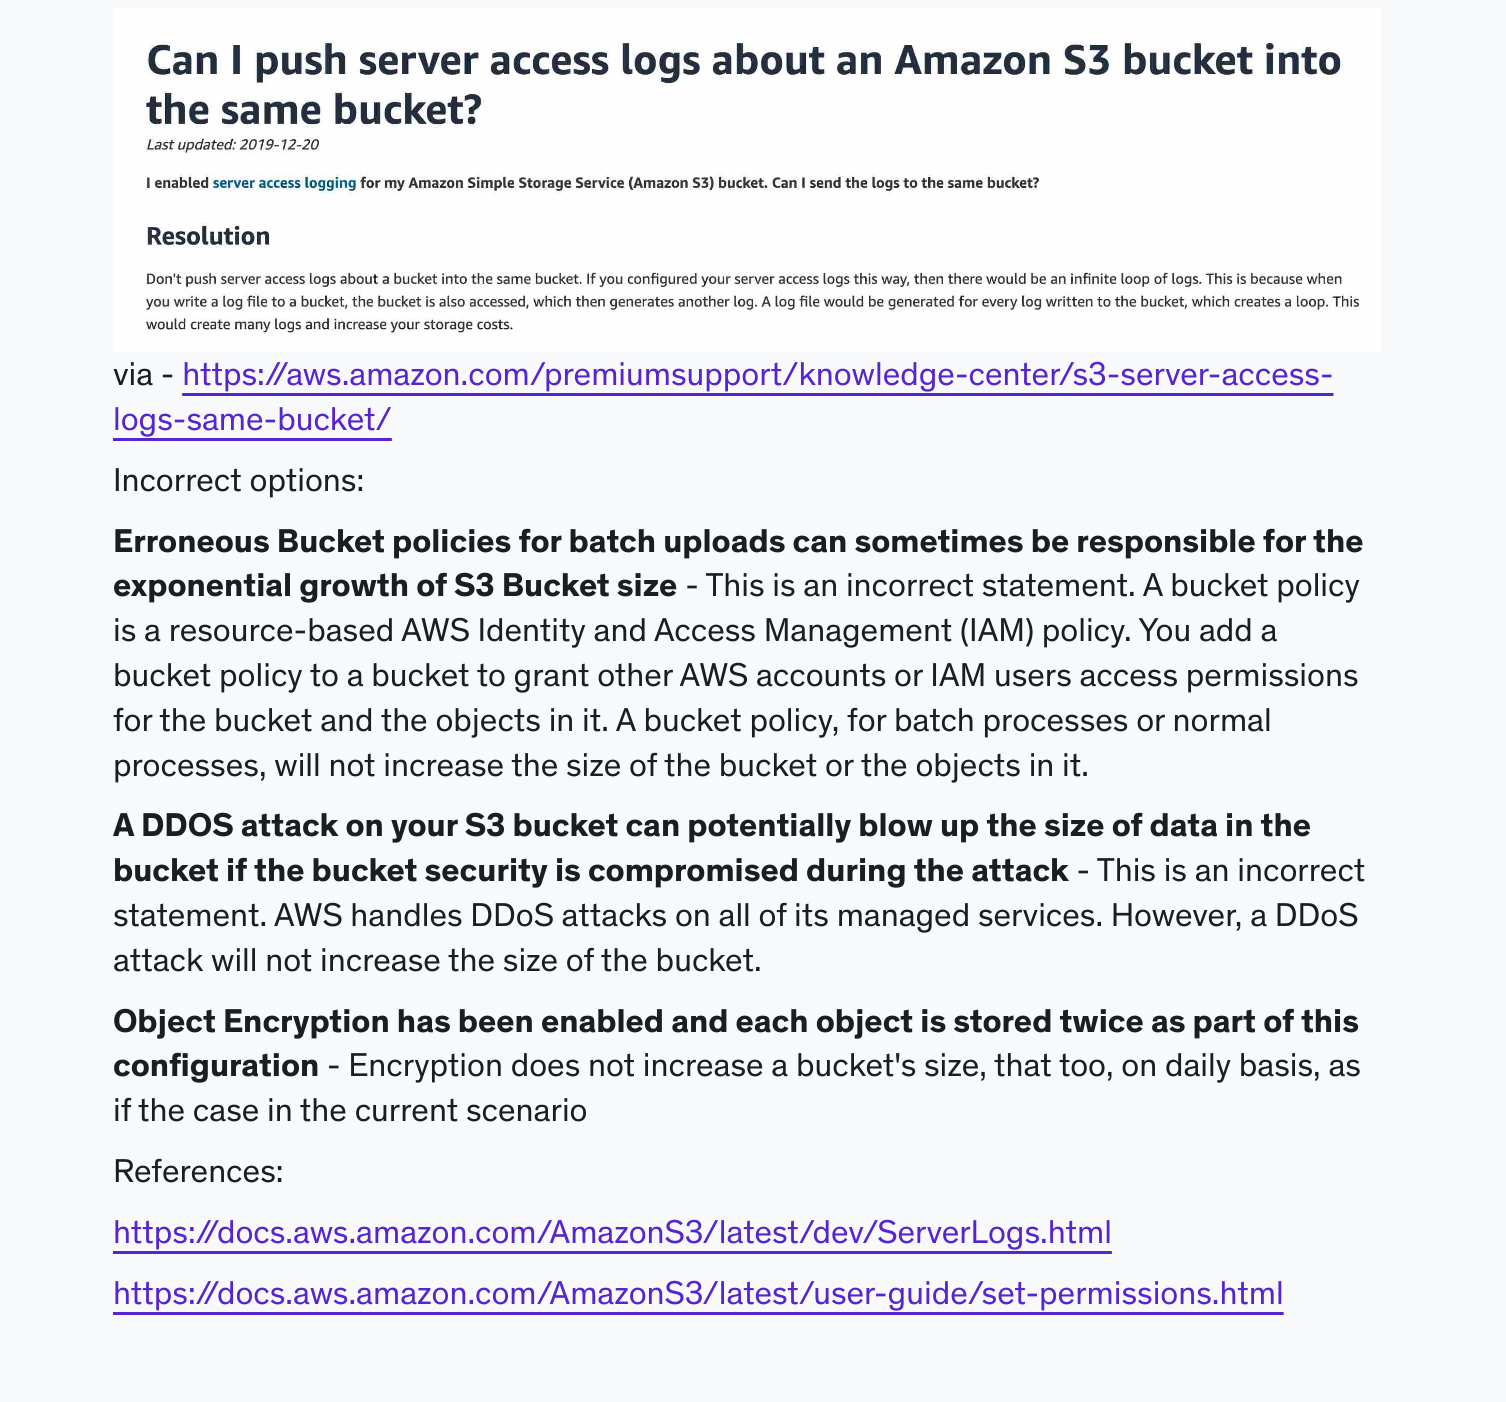 Can I push server access logs about an Amazon S3 bucket into
the same bucket?
Last updated: 2019-12-20
I enabled server access logging for my Amazon Simple Storage Service (Amazon S3) bucket. Can I send the logs to the same bucket?
Resolution
Don't push server access logs about a bucket into the same bucket. If you configured your server access logs this way, then there would be an infinite loop of logs. This is because when
you write a log file to a bucket, the bucket is also accessed, which then generates another log. A log file would be generated for every log written to the bucket, which creates a loop. This
would create many logs and increase your storage costs.
via - https://aws.amazon.com/premiumsupport/knowledge-center/s3-server-access-
logs-same-bucket/
Incorrect options:
Erroneous Bucket policies for batch uploads can sometimes be responsible for the
exponential growth of S3 Bucket size - This is an incorrect statement. A bucket policy
is a resource-based AWS Identity and Access Management (IAM) policy. You add a
bucket policy to a bucket to grant other AWS accounts or IAM users access permissions
for the bucket and the objects in it. A bucket policy, for batch processes or normal
processes, will not increase the size of the bucket or the objects in it.
A DDOS attack on your S3 bucket can potentially blow up the size of data in the
bucket if the bucket security is compromised during the attack - This is an incorrect
statement. AWS handles DDoS attacks on all of its managed services. However, a DDoS
attack will not increase the size of the bucket.
Object Encryption has been enabled and each object is stored twice as part of this
configuration - Encryption does not increase a bucket's size, that too, on daily basis, as
if the case in the current scenario
References:
https://docs.aws.amazon.com/AmazonS3/latest/dev/ServerLogs.html
https://docs.aws.amazon.com/AmazonS3/latest/user-guide/set-permissions.html